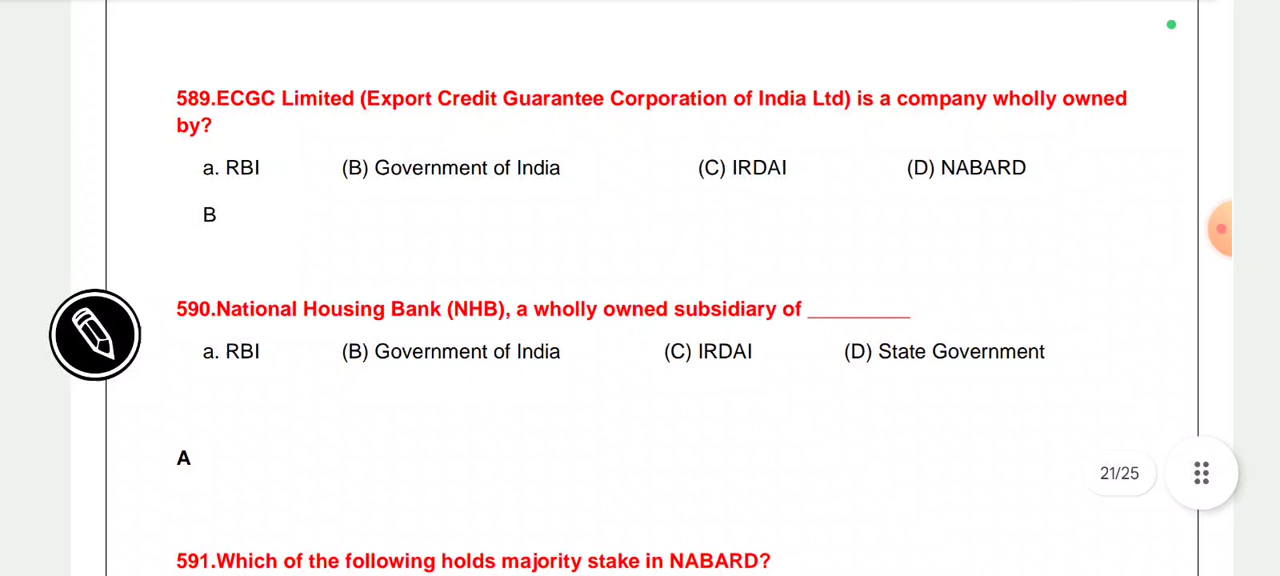 589.ECGC Limited (Export Credit Guarantee Corporation of India Ltd) is a company wholly owned
by?
a. RBI (B) Government of India (C) IRDAI (D) NABARD
B
590.National Housing Bank (NHB), a wholly owned subsidiary of _________
a. RBI (B) Government of India (C) IRDAI (D) State Government
A
21/25
591.Which of the following holds majority stake in NABARD?